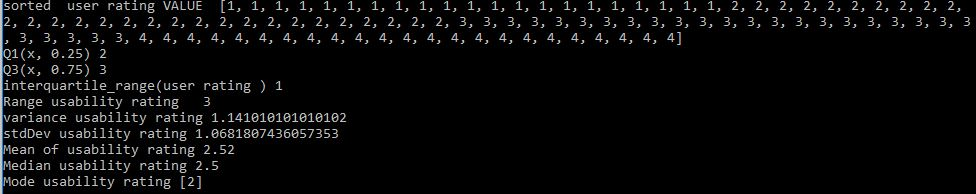 sorted  user rating VALUE  [1, 1, 1, 1, 1, 1, 1, 1, 1, 1, 1, 1, 1, 1, 1, 1, 1, 1, 1, 1, 1, 2, 2, 2, 2, 2, 2, 2, 2, 2, 2,
2, 2, 2, 2, 2, 2, 2, 2, 2, 2, 2, 2, 2, 2, 2, 2, 2, 2, 2, 3, 3, 3, 3, 3, 3, 3, 3, 3, 3, 3, 3, 3, 3, 3, 3, 3, 3, 3, 3, 3, 3
, 3, 3, 3, 3, 3, 4, 4, 4, 4, 4, 4, 4, 4, 4, 4, 4, 4, 4, 4, 4, 4, 4, 4, 4, 4, 4, 4, 4]
Q1(x, 0.25) 2
Q3(x, 0.75) 3
interquartile_range(user rating ) 1
Range usability rating   3
variance usability rating 1.141010101010102
stdDev usability rating 1.0681807436057353
Mean of usability rating 2.52
Median usability rating 2.5
Mode usability rating [2]